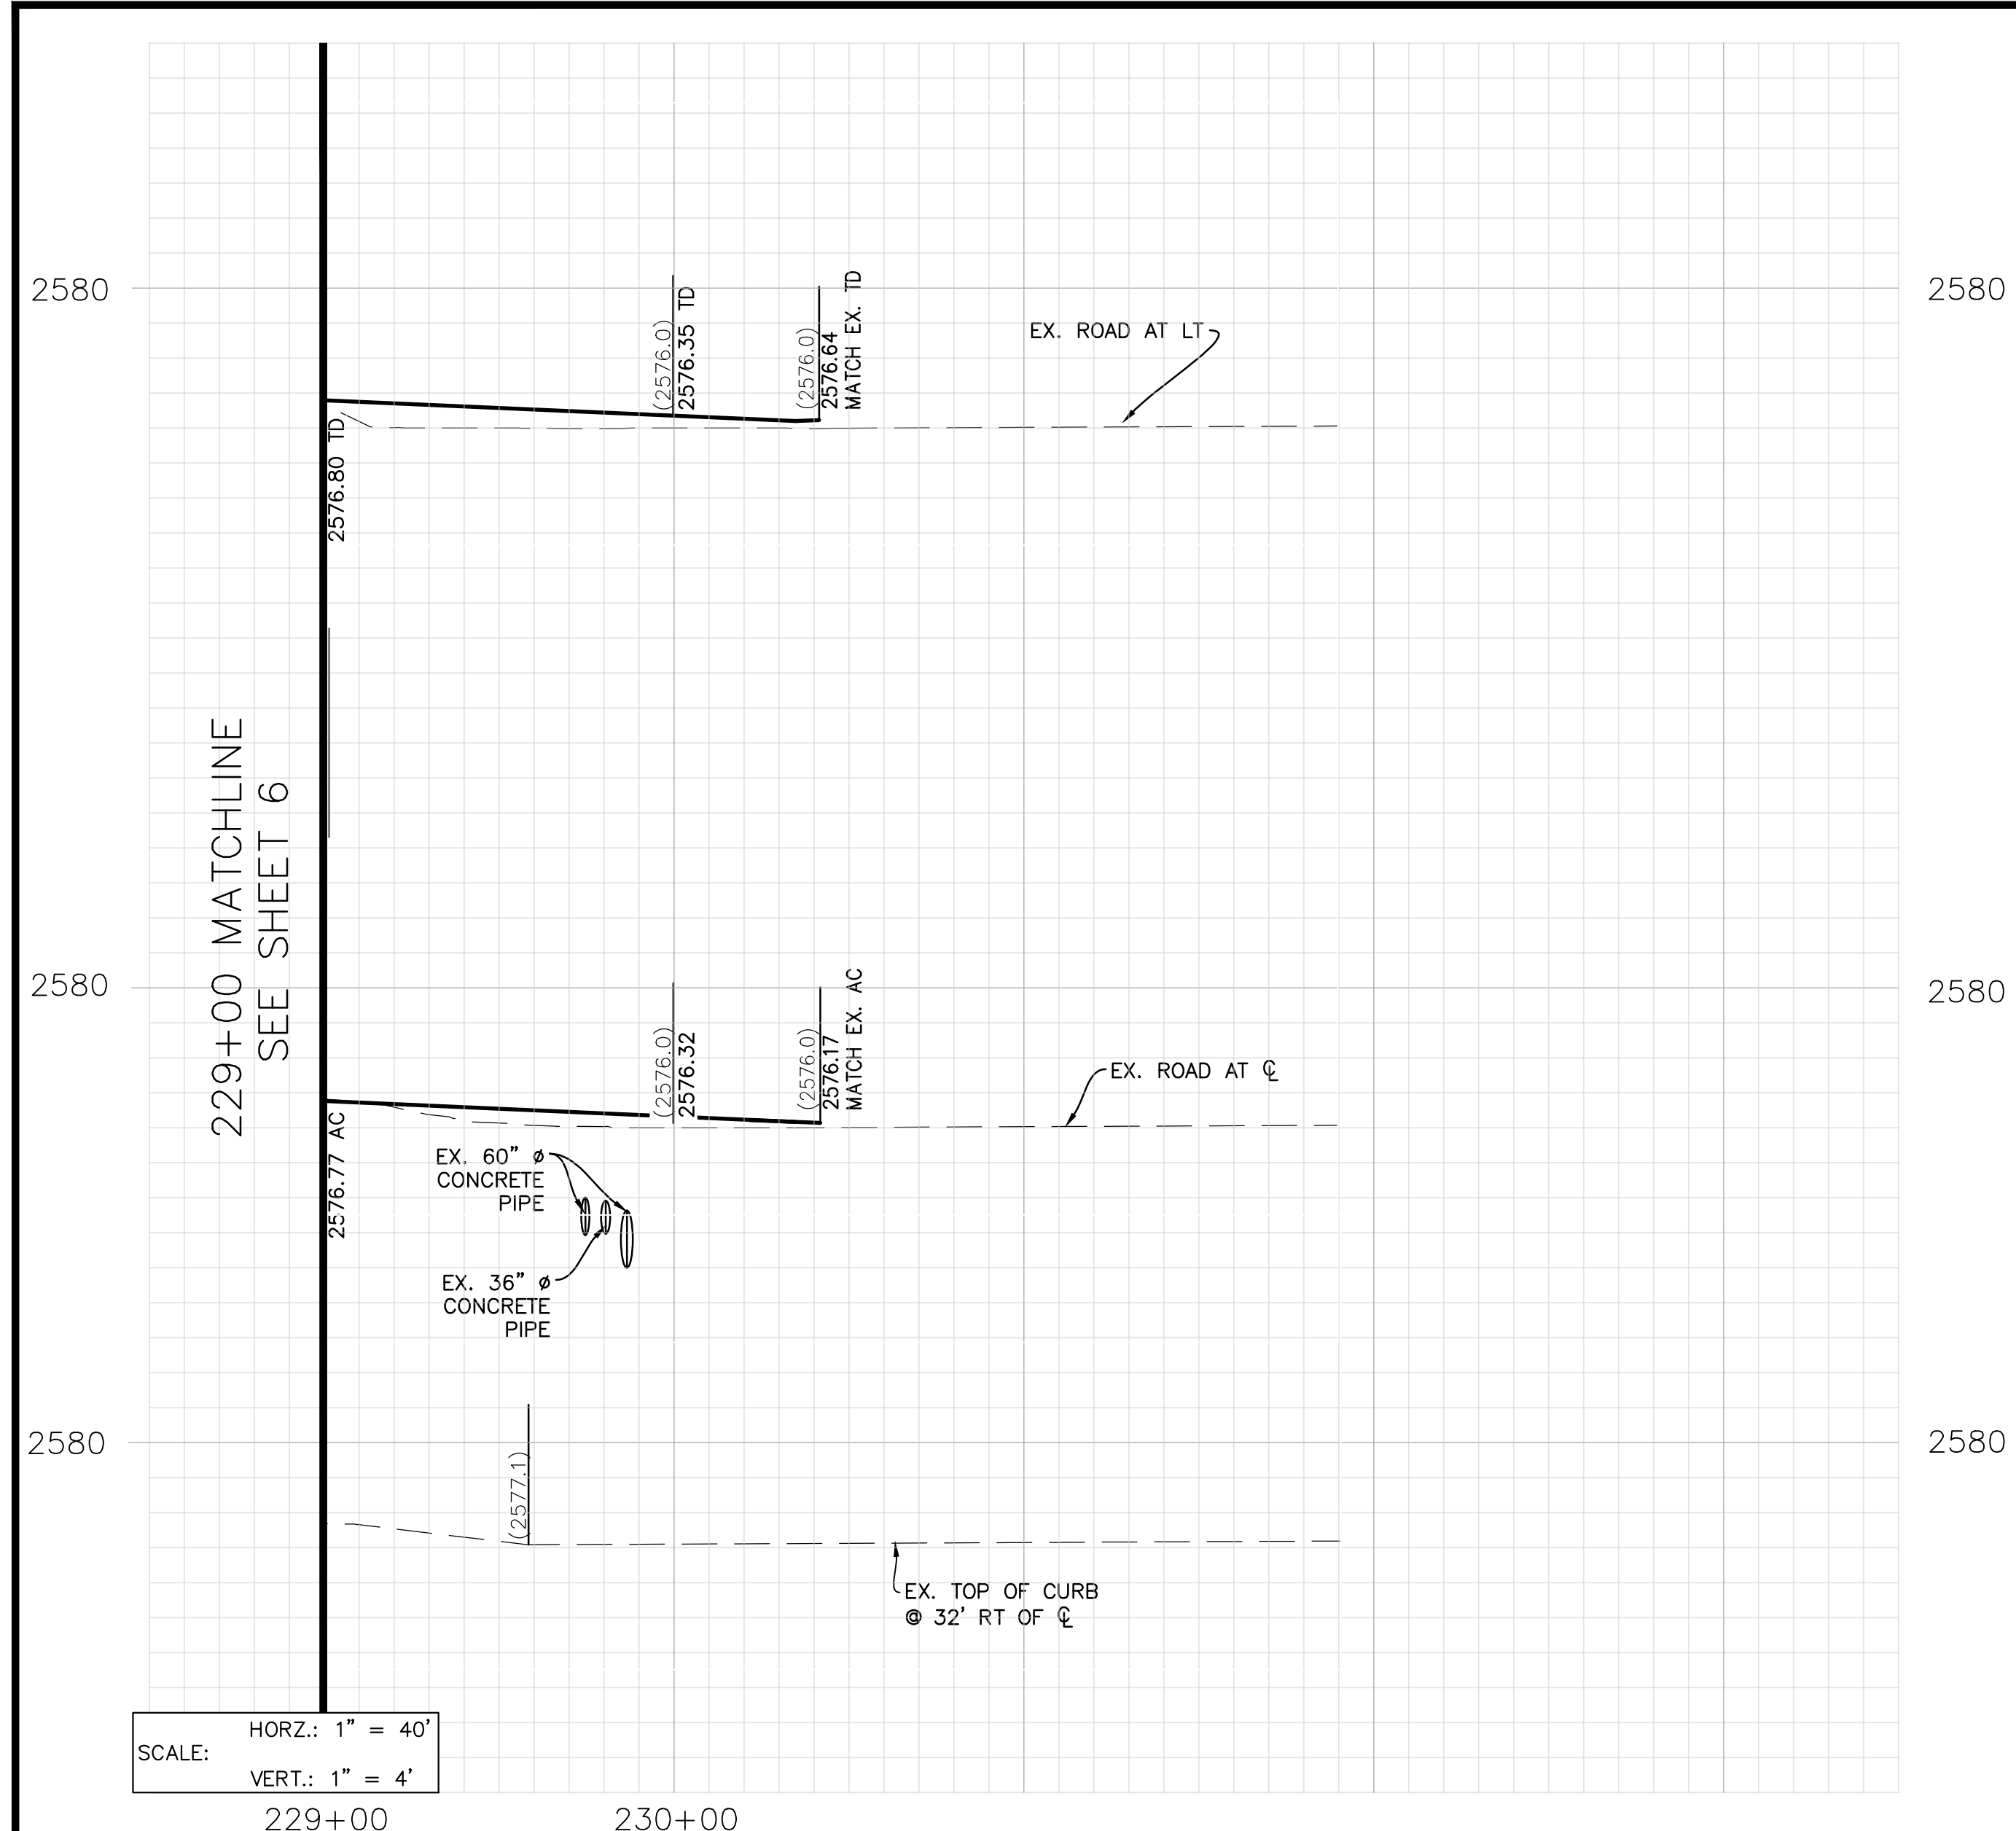 2580
2580
(2576.0)
2576.35 TD
(2576.0)
2576.64
MATCH EX. TD
EX. ROAD AT LT
2576.80 TD
229+00 MATCHLINE
SEE SHEET 6
2580
2580
(2576.0)
2576.32
(2576.0)
2576.17
MATCH EX. AC
EX. ROAD AT ℄
2576.77 AC
EX. 60" ø
CONCRETE
PIPE
EX. 36" ø
CONCRETE
PIPE
2580
2580
(2577.1)
EX. TOP OF CURB
@ 32' RT OF ℄
HORZ.: 1" = 40'
SCALE:
VERT.: 1" = 4'
229+00
230+00